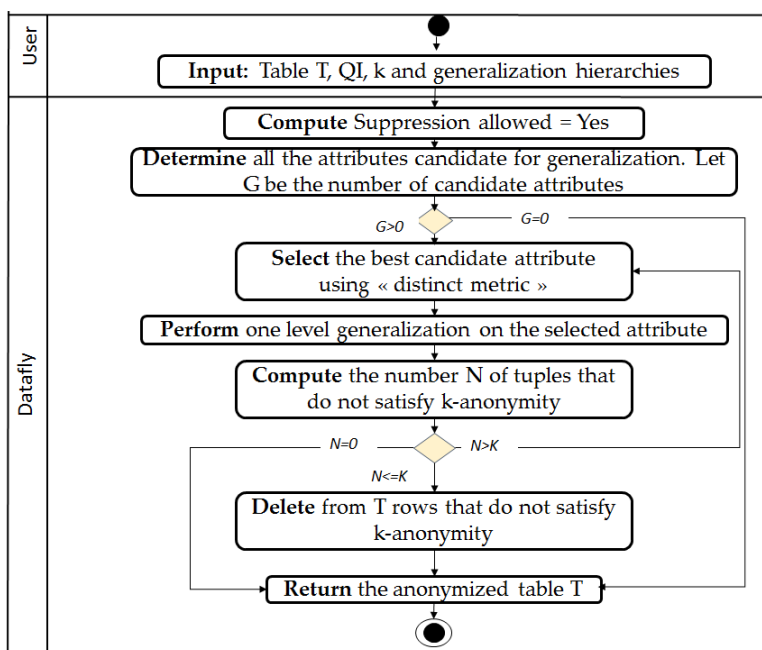 User
Input: Table T, QI, k and generalization hierarchies
Datafly
Compute Suppression allowed = Yes
Determine all the attributes candidate for generalization. Let
G be the number of candidate attributes
G>0
G=0
Select the best candidate attribute
using « distinct metric »
Perform one level generalization on the selected attribute
Compute the number N of tuples that
do not satisfy k-anonymity
N=0
N>K
N<=K
Delete from T rows that do not satisfy
k-anonymity
Return the anonymized table T